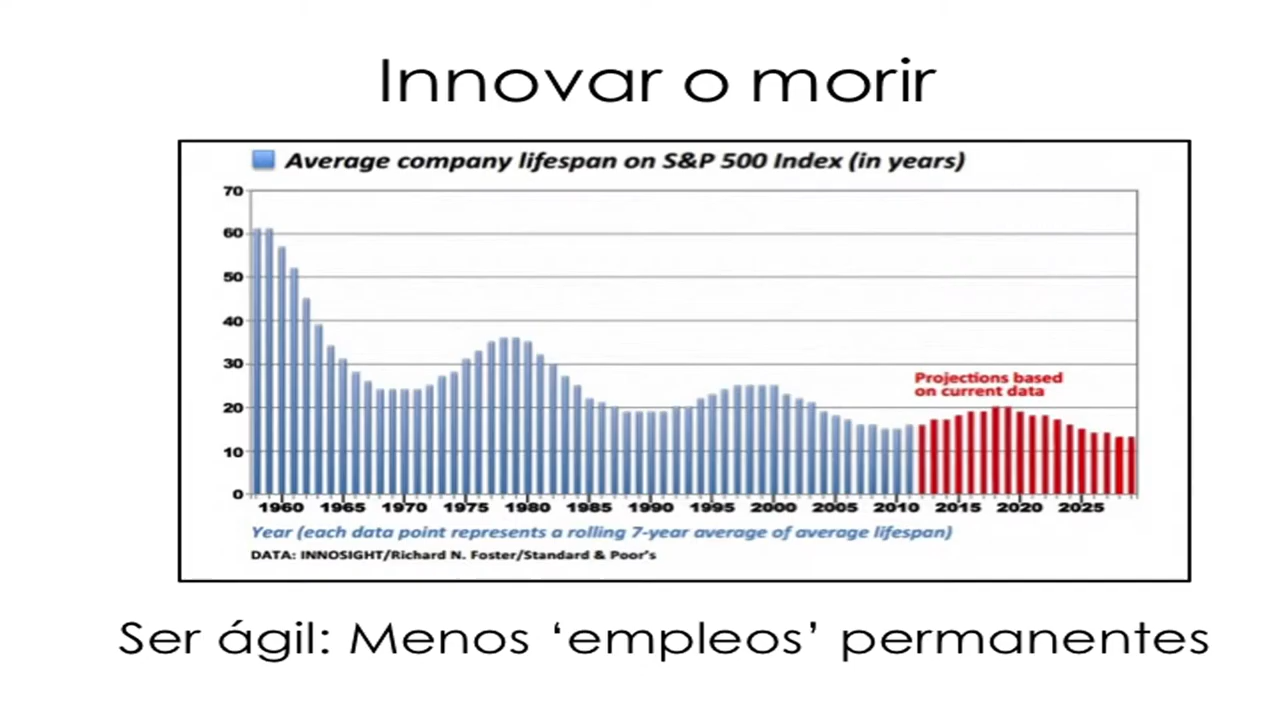 Innovar o morir
Average company lifespan on S&P 500 Index (in years)
70
60
50
40
30
20
10
0
Projections based
on current data
1960 1965 1970 1975 1980 1985 1990 1995 2000 2005 2010 2015 2020 2025
Year (each data point represents a rolling 7-year average of average lifespan)
DATA: INNOSIGHT/Richard N. Foster/Standard & Poor's
Ser ágil: Menos ‘empleos’ permanentes